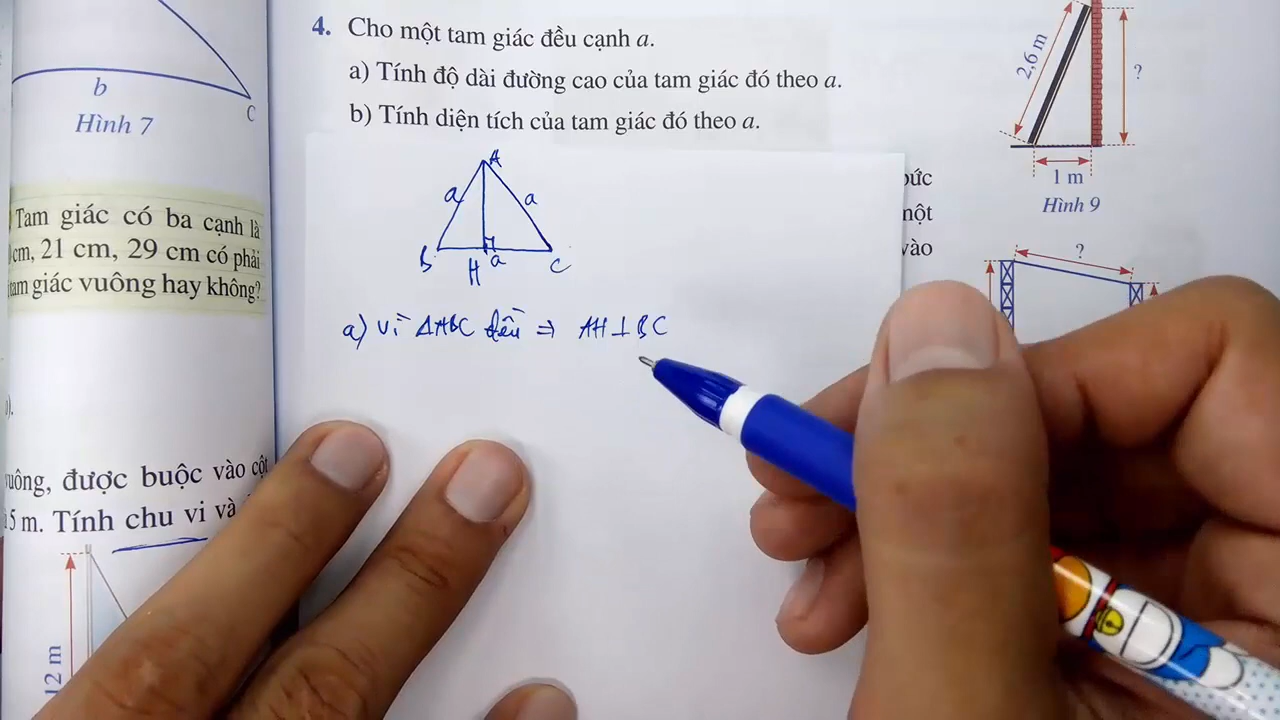 b
C
Hình 7
Tam giác có ba cạnh là
cm, 21 cm, 29 cm có phải
tam giác vuông hay không?
vuông, được buộc vào cột
5 m. Tính chu vi và
12 m
4. Cho một tam giác đều cạnh a.
a) Tính độ dài đường cao của tam giác đó theo a.
b) Tính diện tích của tam giác đó theo a.
A
a a
B H a C
a) Vì ΔABC đều ⇒ AH⊥BC
2,6 m
?
1 m
Hình 9
một
vào
?